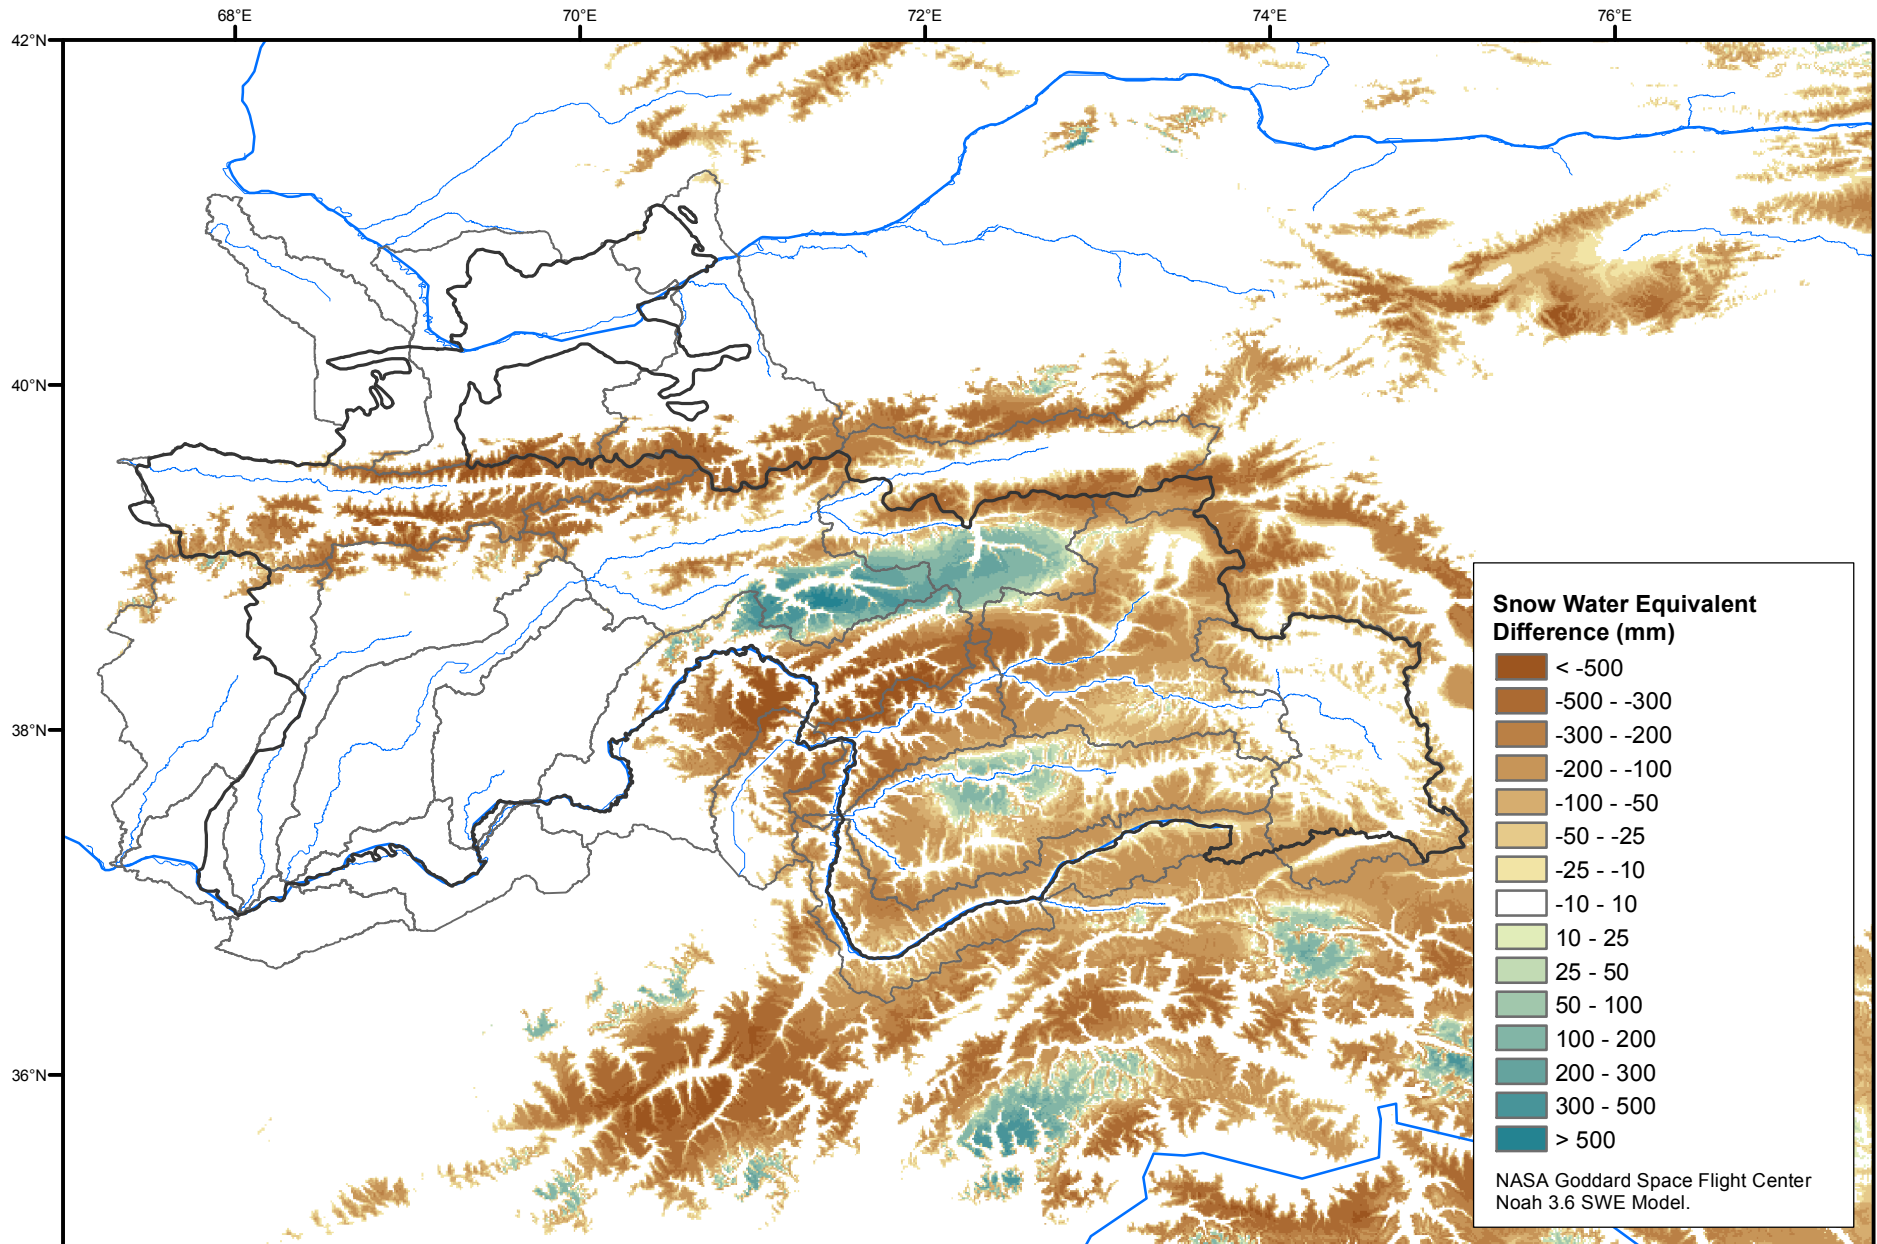 68°E 70°E 72°E 74°E 76°E
42°N
40°N
38°N
36°N
Snow Water Equivalent
Difference (mm)
< -500
-500 - -300
-300 - -200
-200 - -100
-100 - -50
-50 - -25
-25 - -10
-10 - 10
10 - 25
25 - 50
50 - 100
100 - 200
200 - 300
300 - 500
> 500
NASA Goddard Space Flight Center
Noah 3.6 SWE Model.